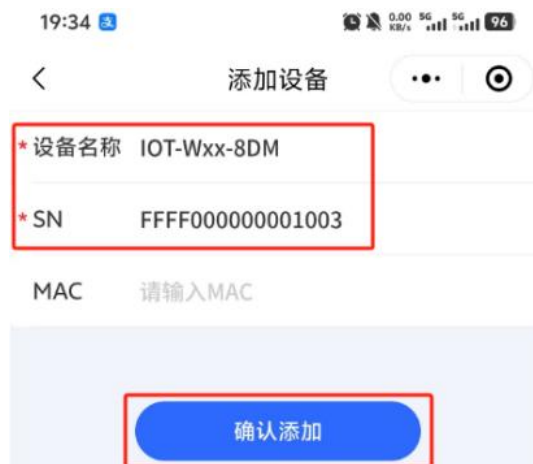 19:34 0.00 KB/s 5G 5G 96
添加设备
* 设备名称 IOT-Wxx-8DM
* SN FFFF000000001003
MAC 请输入MAC
确认添加